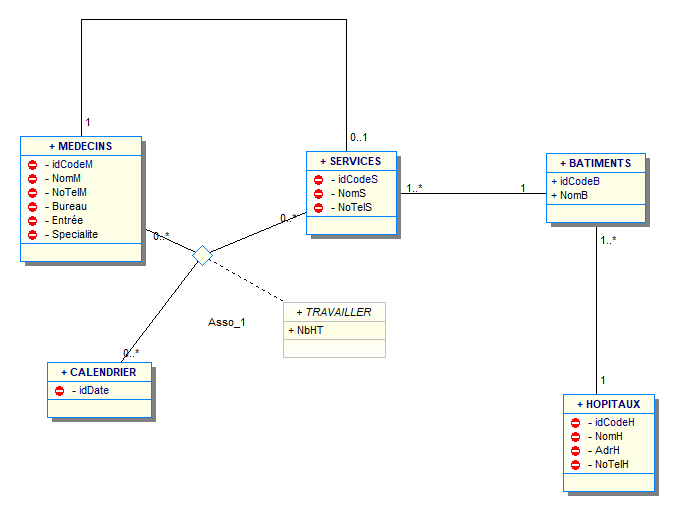 1
0..1
+ MEDECINS
- idCodeM
- NomM
- NoTelM
- Bureau
- Entrée
- Specialite
+ SERVICES
- idCodeS
- NomS
- NoTelS
+ BATIMENTS
+ idCodeB
+ NomB
1..*
1
0..*
0..*
1..*
+ TRAVAILLER
+ NbHT
Asso_1
0..*
+ CALENDRIER
- idDate
1
+ HOPITAUX
- idCodeH
- NomH
- AdrH
- NoTelH